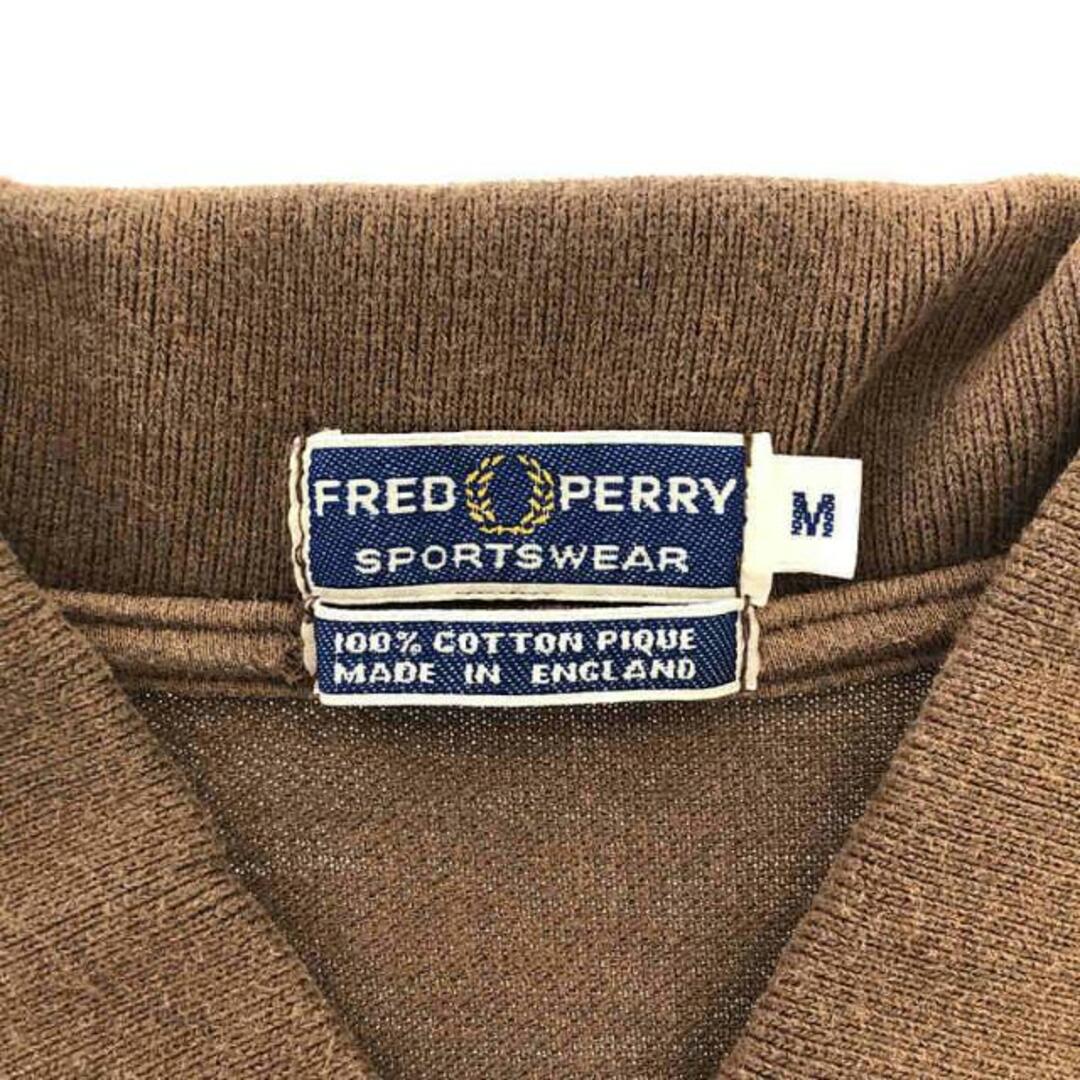 FRED PERRY
SPORTSWEAR
M
100% COTTON PIQUE
MADE IN ENGLAND